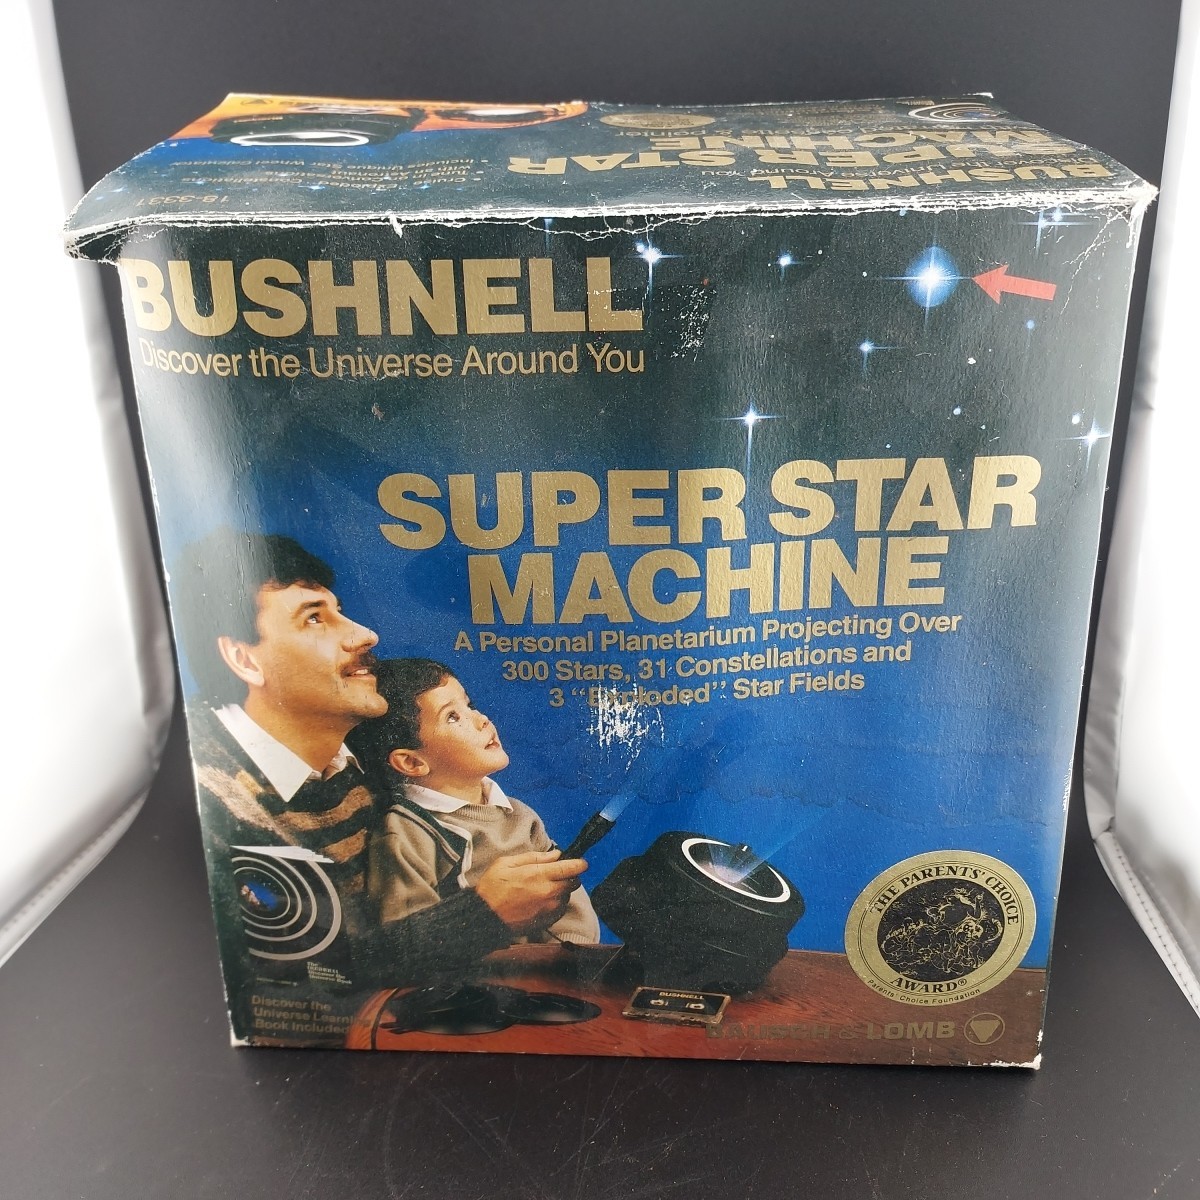 BUSHNELL
SUPER STAR
MACHINE
18-3331
BUSHNELL
Discover the Universe Around You
SUPER STAR
MACHINE
A Personal Planetarium Projecting Over
300 Stars, 31 Constellations and
3 "Exploded" Star Fields
THE PARENTS' CHOICE
AWARD®
Parents' Choice Foundation
BUSHNELL
Discover the
Universe Learning
Book Included
BAUSCH & LOMB